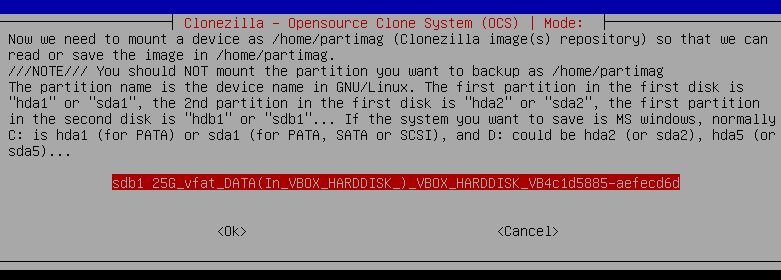 Clonezilla - Opensource Clone System (OCS) | Mode:
Now we need to mount a device as /home/partimag (Clonezilla image(s) repository) so that we can
read or save the image in /home/partimag.
///NOTE/// You should NOT mount the partition you want to backup as /home/partimag
The partition name is the device name in GNU/Linux. The first partition in the first disk is
"hda1" or "sda1", the 2nd partition in the first disk is "hda2" or "sda2", the first partition
in the second disk is "hdb1" or "sdb1"... If the system you want to save is MS windows, normally
C: is hda1 (for PATA) or sda1 (for PATA, SATA or SCSI), and D: could be hda2 (or sda2), hda5 (or
sda5)...
sdb1 25G_vfat_DATA(In_VBOX_HARDDISK_)_VBOX_HARDDISK_VB4c1d5885-aefecd6d
<Ok> <Cancel>